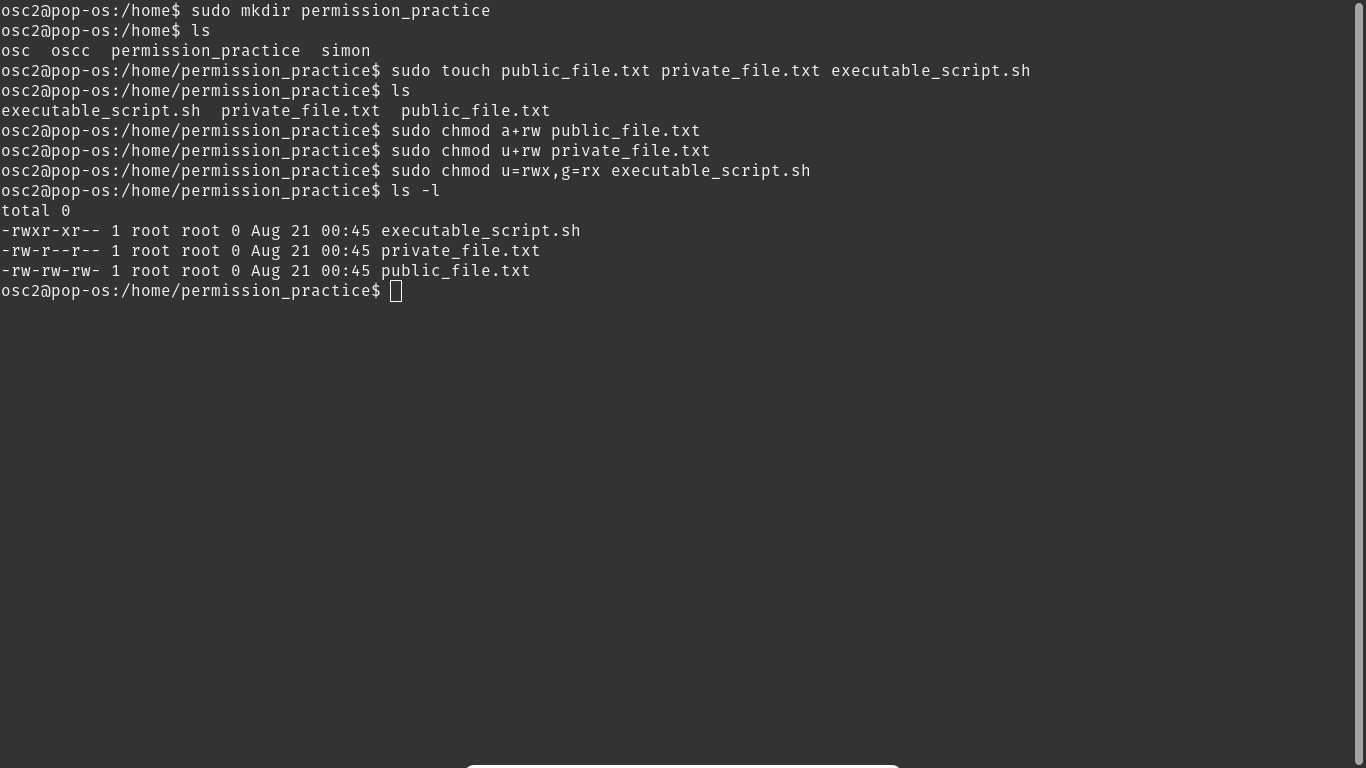 osc2@pop-os:/home$ sudo mkdir permission_practice
osc2@pop-os:/home$ ls
osc  oscc  permission_practice  simon
osc2@pop-os:/home/permission_practice$ sudo touch public_file.txt private_file.txt executable_script.sh
osc2@pop-os:/home/permission_practice$ ls
executable_script.sh  private_file.txt  public_file.txt
osc2@pop-os:/home/permission_practice$ sudo chmod a+rw public_file.txt
osc2@pop-os:/home/permission_practice$ sudo chmod u+rw private_file.txt
osc2@pop-os:/home/permission_practice$ sudo chmod u=rwx,g=rx executable_script.sh
osc2@pop-os:/home/permission_practice$ ls -l
total 0
-rwxr-xr-- 1 root root 0 Aug 21 00:45 executable_script.sh
-rw-r--r-- 1 root root 0 Aug 21 00:45 private_file.txt
-rw-rw-rw- 1 root root 0 Aug 21 00:45 public_file.txt
osc2@pop-os:/home/permission_practice$